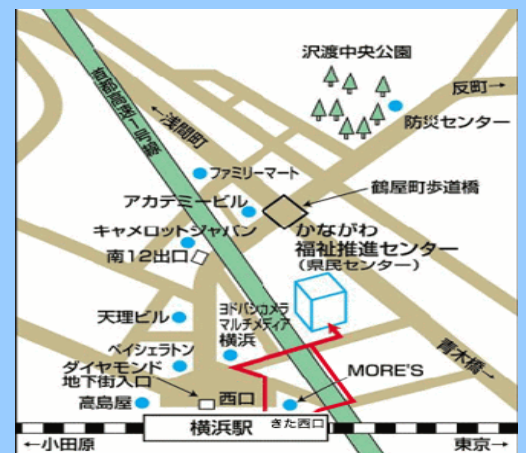 沢渡中央公園
反町→
防災センター
首都高速1号線
←浅間町
ファミリーマート
鶴屋町歩道橋
アカデミービル
かながわ
福祉推進センター
(県民センター)
キャメロットジャパン
南12出口
天理ビル
ヨドバシカメラ
マルチメディア
横浜
ベイシェラトン
ダイヤモンド
地下街入口
MORE'S
青木橋→
高島屋
西口
きた西口
横浜駅
←小田原
東京→